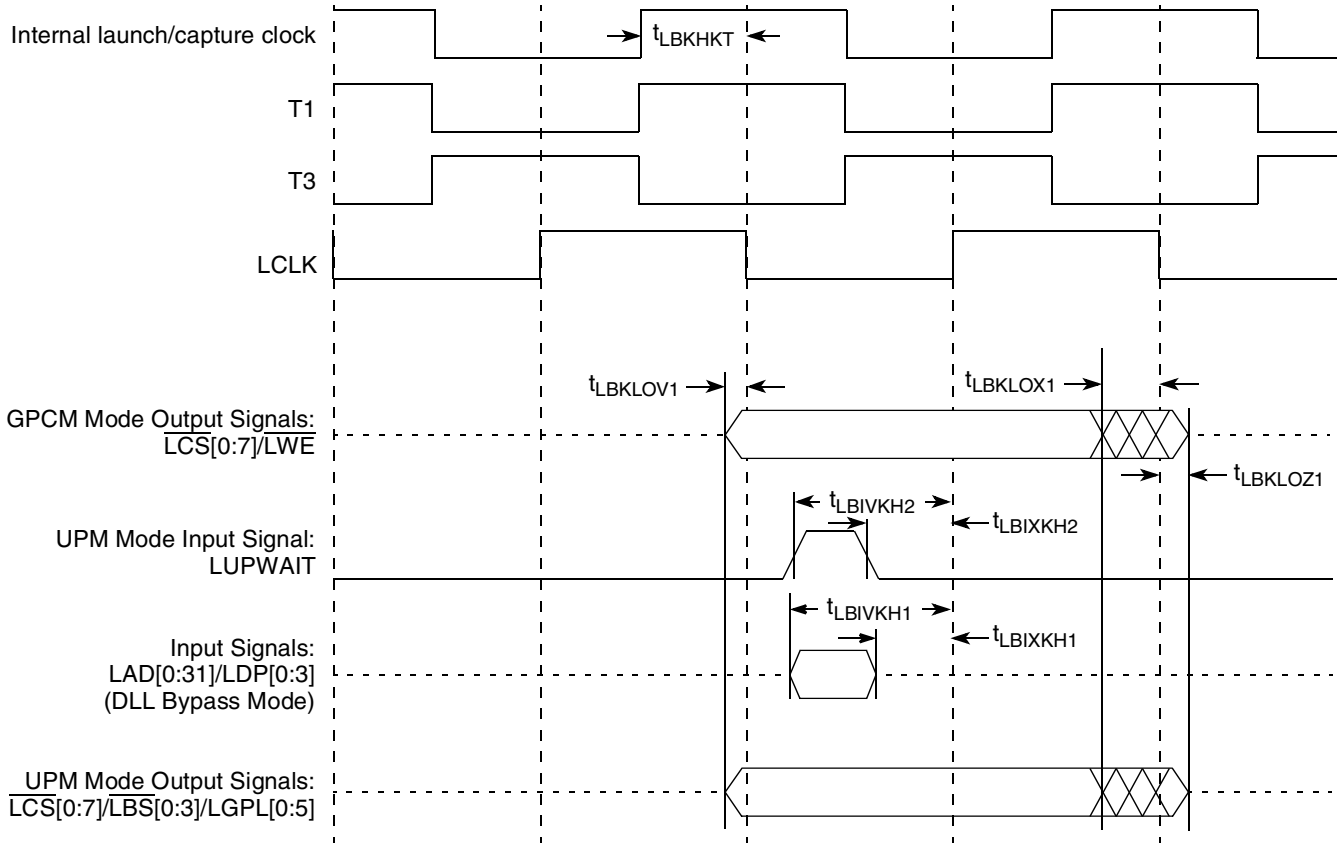 Internal launch/capture clock
tLBKHKT
T1
T3
LCLK
tLBKLOV1
tLBKLOX1
GPCM Mode Output Signals:
LCS[0:7]/LWE
tLBKLOZ1
tLBIVKH2
tLBIXKH2
UPM Mode Input Signal:
LUPWAIT
tLBIVKH1
tLBIXKH1
Input Signals:
LAD[0:31]/LDP[0:3]
(DLL Bypass Mode)
UPM Mode Output Signals:
LCS[0:7]/LBS[0:3]/LGPL[0:5]